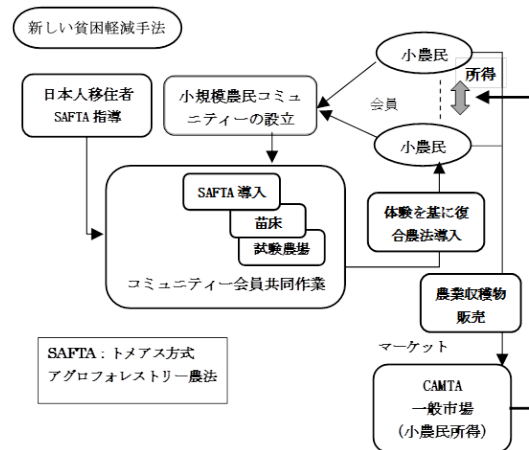 新しい貧困軽減手法
小農民
所得
日本人移住者
SAFTA 指導
小規模農民コミュ
ニティーの設立
会員
小農民
SAFTA 導入
苗床
試験農場
コミュニティー会員共同作業
体験を基に復
合農法導入
農業収穫物
販売
SAFTA：トメアス方式
アグロフォレストリー農法
マーケット
CAMTA
一般市場
(小農民所得)